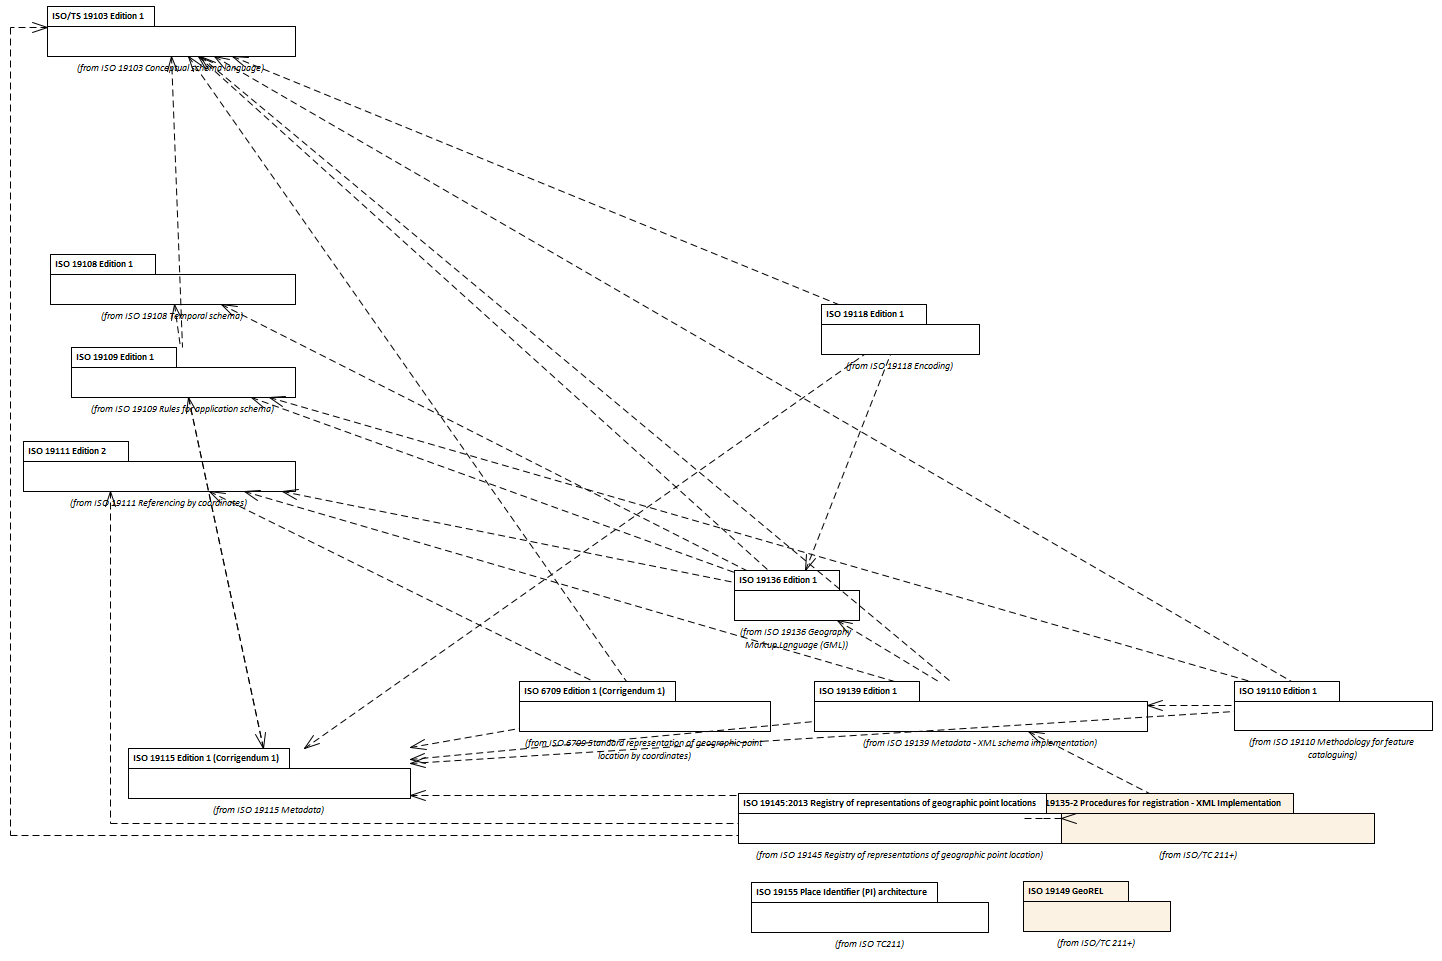 ISO/TS 19103 Edition 1
(from ISO 19103 Conceptual schema language)
ISO 19108 Edition 1
(from ISO 19108 Temporal schema)
ISO 19118 Edition 1
(from ISO 19118 Encoding)
ISO 19109 Edition 1
(from ISO 19109 Rules for application schema)
ISO 19111 Edition 2
(from ISO 19111 Referencing by coordinates)
ISO 19136 Edition 1
(from ISO 19136 Geography
Markup Language (GML))
ISO 6709 Edition 1 (Corrigendum 1)
(from ISO 6709 Standard representation of geographic point
location by coordinates)
ISO 19139 Edition 1
(from ISO 19139 Metadata - XML schema implementation)
ISO 19110 Edition 1
(from ISO 19110 Methodology for feature
cataloguing)
ISO 19115 Edition 1 (Corrigendum 1)
(from ISO 19115 Metadata)
ISO 19145:2013 Registry of representations of geographic point locations
(from ISO 19145 Registry of representations of geographic point location)
19135-2 Procedures for registration - XML Implementation
(from ISO/TC 211+)
ISO 19155 Place Identifier (PI) architecture
(from ISO TC211)
ISO 19149 GeoREL
(from ISO/TC 211+)